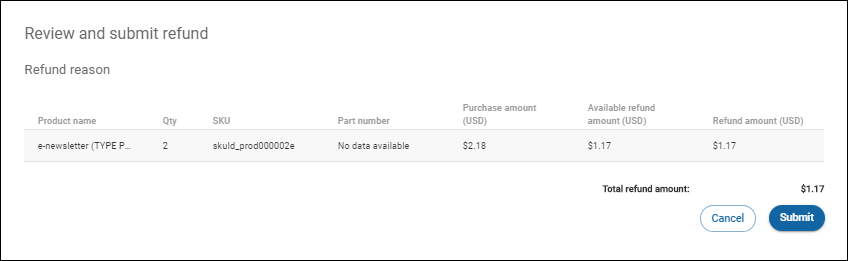 Review and submit refund
Refund reason
Product name Qty SKU Part number Purchase amount (USD) Available refund amount (USD) Refund amount (USD)
e-newsletter (TYPE P... 2 skuld_prod000002e No data available $2.18 $1.17 $1.17
Total refund amount: $1.17
Cancel Submit